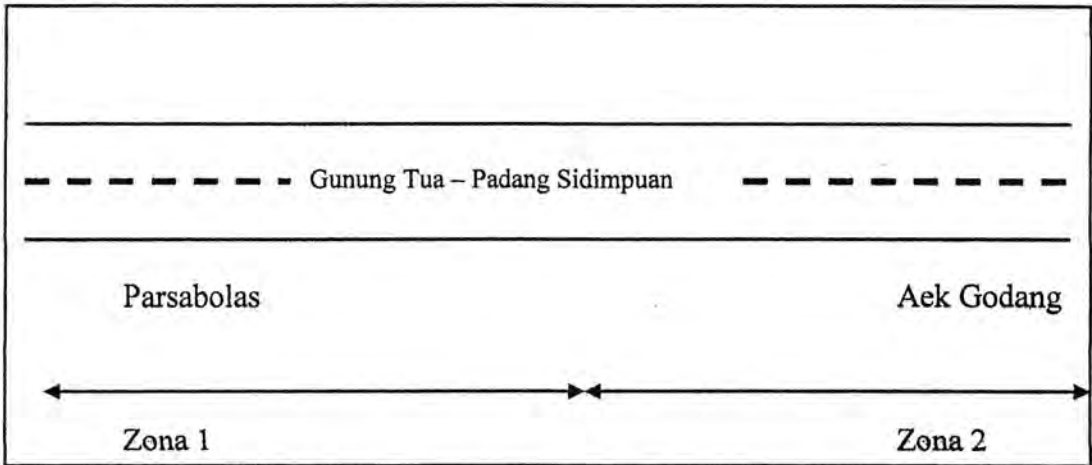 Gunung Tua – Padang Sidimpuan
Parsabolas
Aek Godang
Zona 1
Zona 2